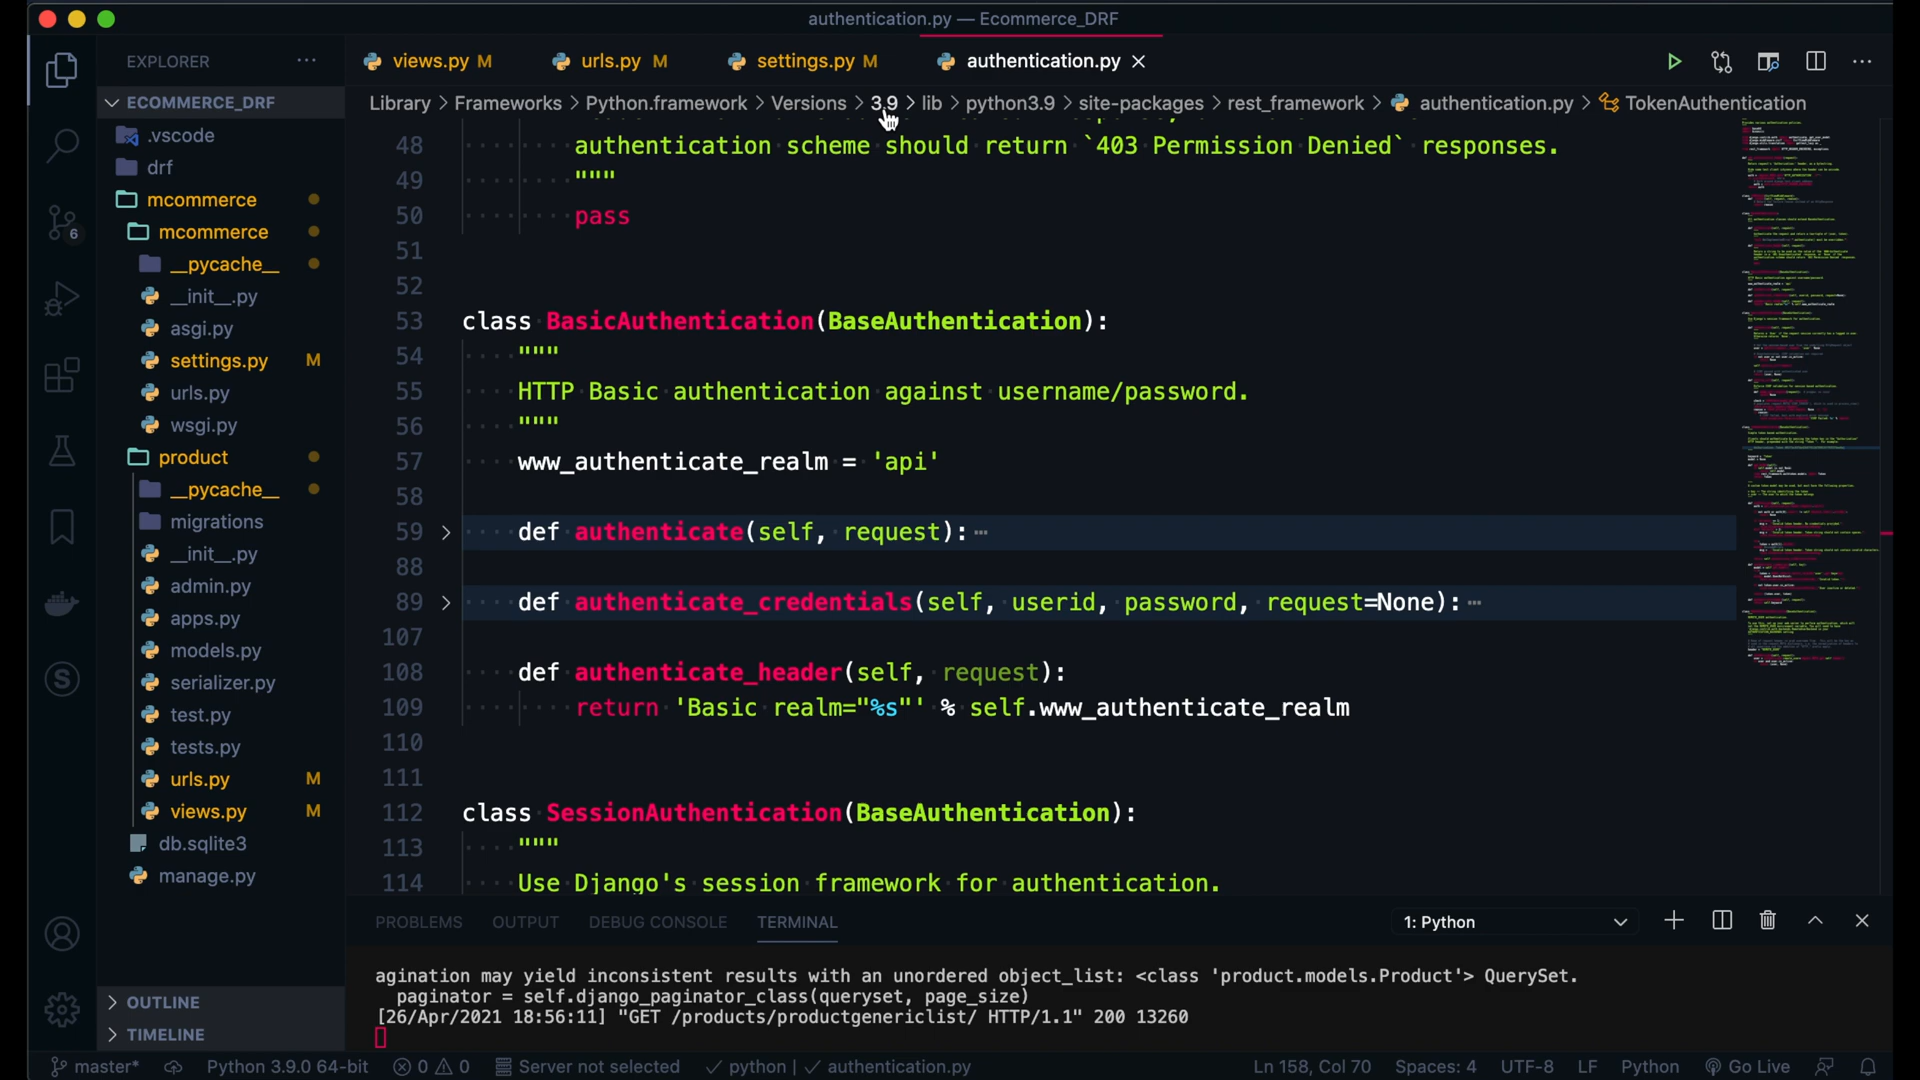 authentication.py — Ecommerce_DRF
EXPLORER
views.py M
urls.py M
settings.py M
authentication.py
ECOMMERCE_DRF
Library > Frameworks > Python.framework > Versions > 3.9 > lib > python3.9 > site-packages > rest_framework > authentication.py > TokenAuthentication
.vscode
drf
mcommerce
mcommerce
__pycache__
__init__.py
asgi.py
settings.py M
urls.py
wsgi.py
product
__pycache__
migrations
__init__.py
admin.py
apps.py
models.py
serializer.py
test.py
tests.py
urls.py M
views.py M
db.sqlite3
manage.py
OUTLINE
TIMELINE
6
48 authentication scheme should return `403 Permission Denied` responses.
49 """
50 pass
51
52
53 class BasicAuthentication(BaseAuthentication):
54 """
55 HTTP Basic authentication against username/password.
56 """
57 www_authenticate_realm = 'api'
58
59 def authenticate(self, request):
88
89 def authenticate_credentials(self, userid, password, request=None):
107
108 def authenticate_header(self, request):
109 return 'Basic realm="%s"' % self.www_authenticate_realm
110
111
112 class SessionAuthentication(BaseAuthentication):
113 """
114 Use Django's session framework for authentication.
PROBLEMS OUTPUT DEBUG CONSOLE TERMINAL
1: Python
agination may yield inconsistent results with an unordered object_list: <class 'product.models.Product'> QuerySet.
paginator = self.django_paginator_class(queryset, page_size)
[26/Apr/2021 18:56:11] "GET /products/productgenericlist/ HTTP/1.1" 200 13260
master* Python 3.9.0 64-bit 0 0 Server not selected python | authentication.py Ln 158, Col 70 Spaces: 4 UTF-8 LF Python Go Live